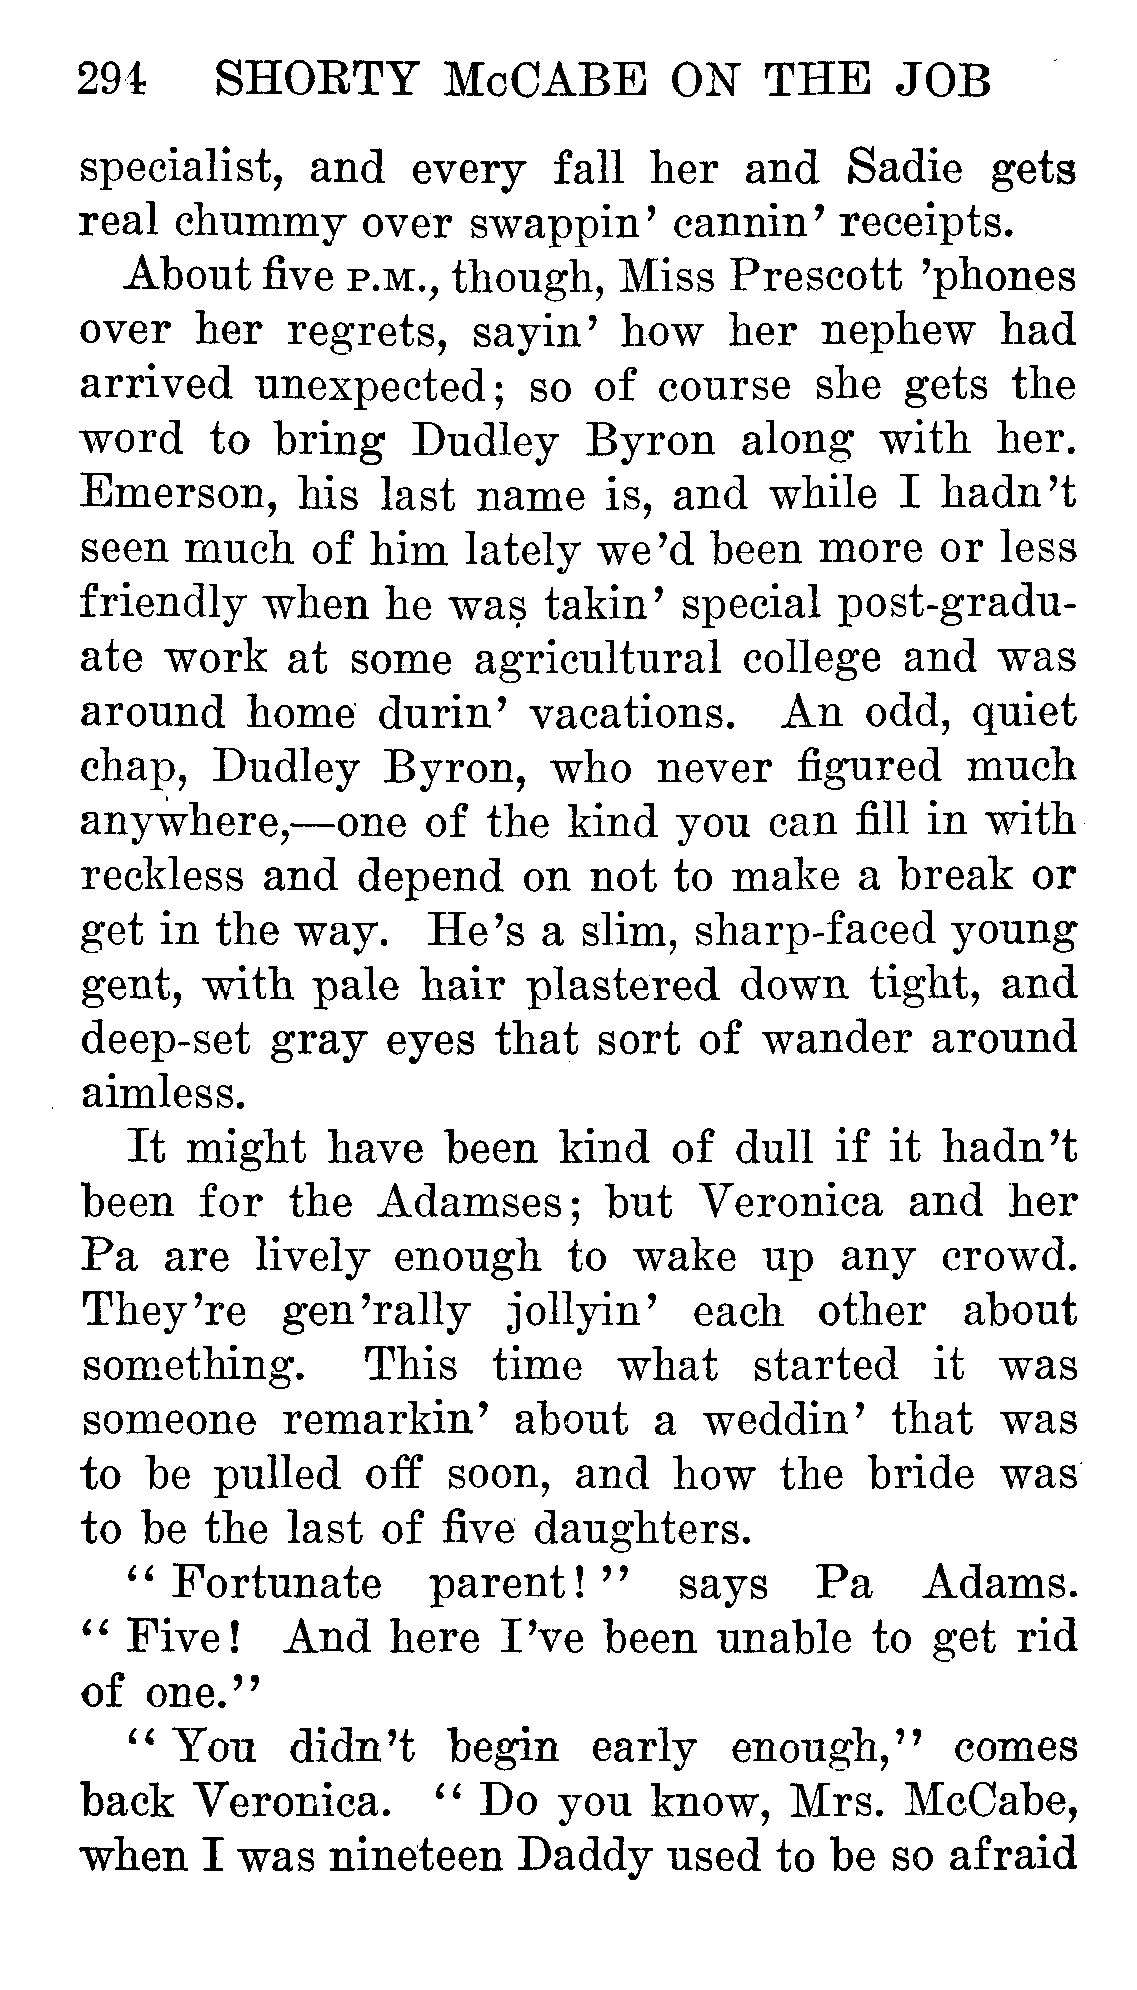 294 SHORTY McCABE ON THE JOB
specialist, and every fall her and Sadie gets
real chummy over swappin' cannin' receipts.
About five P.M., though, Miss Prescott 'phones
over her regrets, sayin' how her nephew had
arrived unexpected; so of course she gets the
word to bring Dudley Byron along with her.
Emerson, his last name is, and while I hadn't
seen much of him lately we'd been more or less
friendly when he was takin' special post-gradu-
ate work at some agricultural college and was
around home durin' vacations. An odd, quiet
chap, Dudley Byron, who never figured much
anywhere,—one of the kind you can fill in with
reckless and depend on not to make a break or
get in the way. He's a slim, sharp-faced young
gent, with pale hair plastered down tight, and
deep-set gray eyes that sort of wander around
aimless.
It might have been kind of dull if it hadn't
been for the Adamses; but Veronica and her
Pa are lively enough to wake up any crowd.
They're gen'rally jollyin' each other about
something. This time what started it was
someone remarkin' about a weddin' that was
to be pulled off soon, and how the bride was
to be the last of five daughters.
"Fortunate parent!" says Pa Adams.
"Five! And here I've been unable to get rid
of one."
"You didn't begin early enough," comes
back Veronica. "Do you know, Mrs. McCabe,
when I was nineteen Daddy used to be so afraid